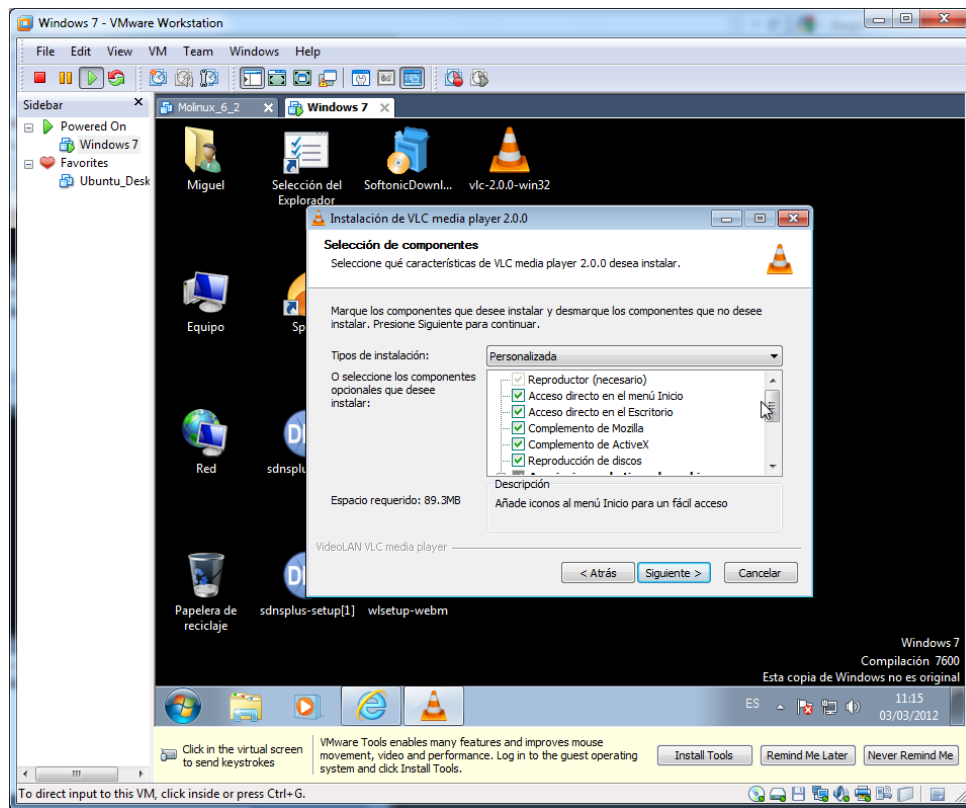 Windows 7 - VMware Workstation
File Edit View VM Team Windows Help
Sidebar ×
Powered On
Windows 7
Favorites
Ubuntu_Desk
Molinux_6_2 ×
Windows 7 ×
Miguel
Selección del
Explorador
SoftonicDownl...
vlc-2.0.0-win32
Equipo
Sp
Red
sdnsplu
Papelera de
reciclaje
sdnsplus-setup[1]
wlsetup-webm
Instalación de VLC media player 2.0.0
Selección de componentes
Seleccione qué características de VLC media player 2.0.0 desea instalar.
Marque los componentes que desee instalar y desmarque los componentes que no desee
instalar. Presione Siguiente para continuar.
Tipos de instalación:
Personalizada
O seleccione los componentes
opcionales que desee
instalar:
Reproductor (necesario)
Acceso directo en el menú Inicio
Acceso directo en el Escritorio
Complemento de Mozilla
Complemento de ActiveX
Reproducción de discos
Espacio requerido: 89.3MB
Descripción
Añade iconos al menú Inicio para un fácil acceso
VideoLAN VLC media player
< Atrás
Siguiente >
Cancelar
Windows 7
Compilación 7600
Esta copia de Windows no es original
ES
11:15
03/03/2012
Click in the virtual screen
to send keystrokes
VMware Tools enables many features and improves mouse
movement, video and performance. Log in to the guest operating
system and click Install Tools.
Install Tools
Remind Me Later
Never Remind Me
To direct input to this VM, click inside or press Ctrl+G.